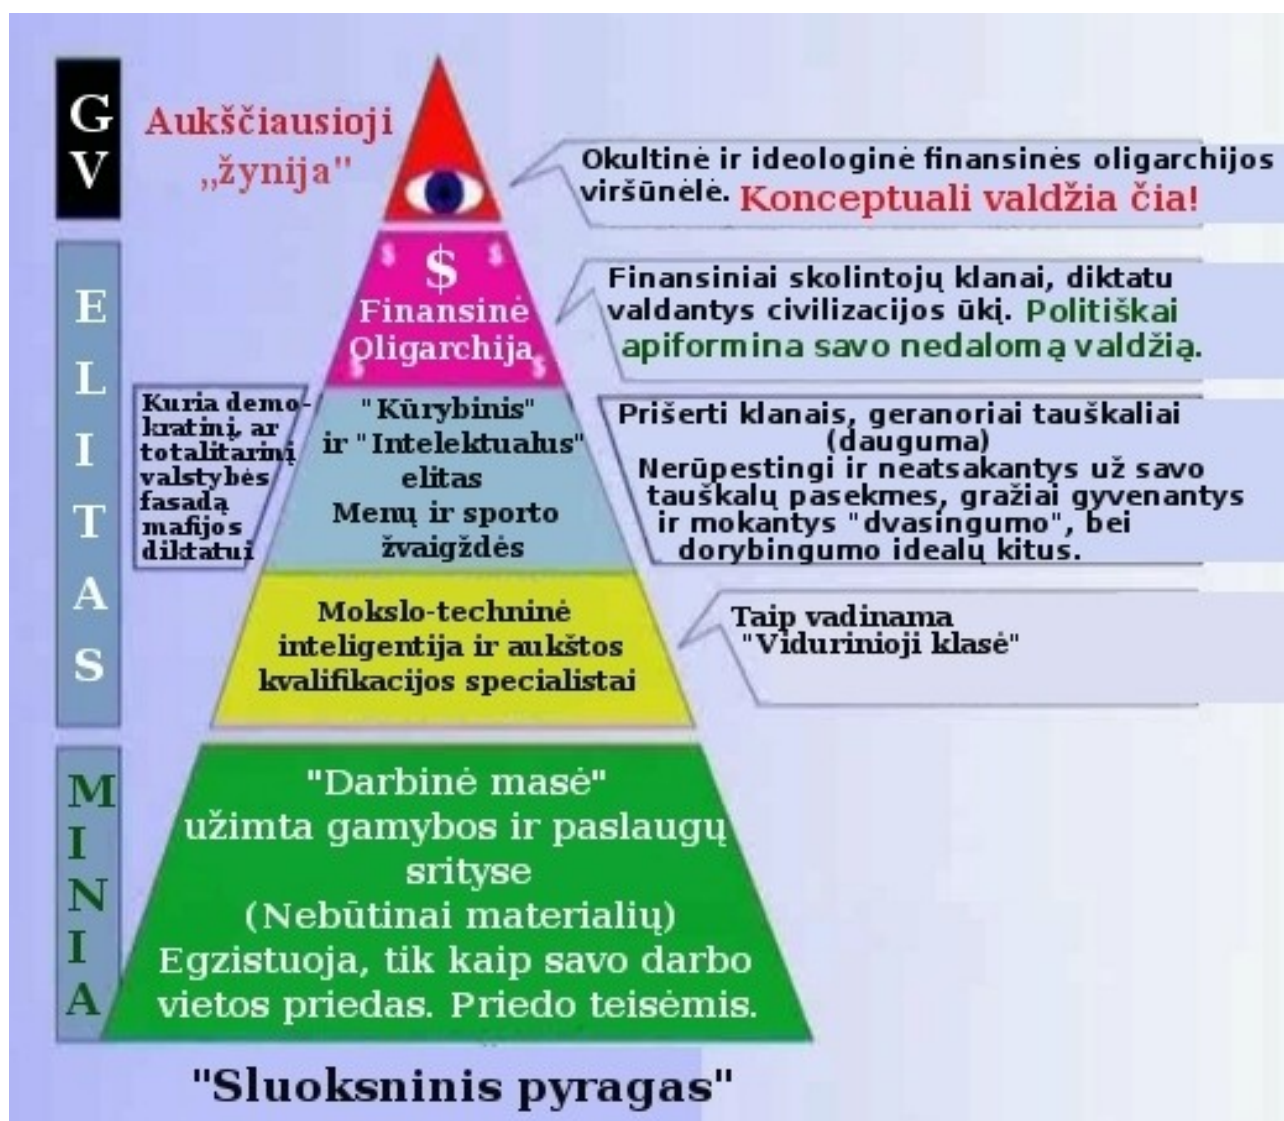 GV
Aukščiausioji
„žynija"
Okultinė ir ideologinė finansinės oligarchijos
viršūnėlė. Konceptuali valdžia čia!
ELITAS
$ $ $
Finansinė
Oligarchija
$ $
Finansiniai skolintojų klanai, diktatu
valdantys civilizacijos ūkį. Politiškai
apiformina savo nedalomą valdžią.
Kuria demo-
kratinį, ar
totalitarinį
valstybės
fasadą
mafijos
diktatui
"Kūrybinis"
ir "Intelektualus"
elitas
Menų ir sporto
žvaigždės
Prišerti klanais, geranoriai tauškaliai
(dauguma)
Nerūpestingi ir neatsakantys už savo
tauškalų pasekmes, gražiai gyvenantys
ir mokantys "dvasingumo", bei
dorybingumo idealų kitus.
Mokslo-techninė
inteligentija ir aukštos
kvalifikacijos specialistai
Taip vadinama
"Vidurinioji klasė"
MINIA
"Darbinė masė"
užimta gamybos ir paslaugų
srityse
(Nebūtinai materialių)
Egzistuoja, tik kaip savo darbo
vietos priedas. Priedo teisėmis.
"Sluoksninis pyragas"